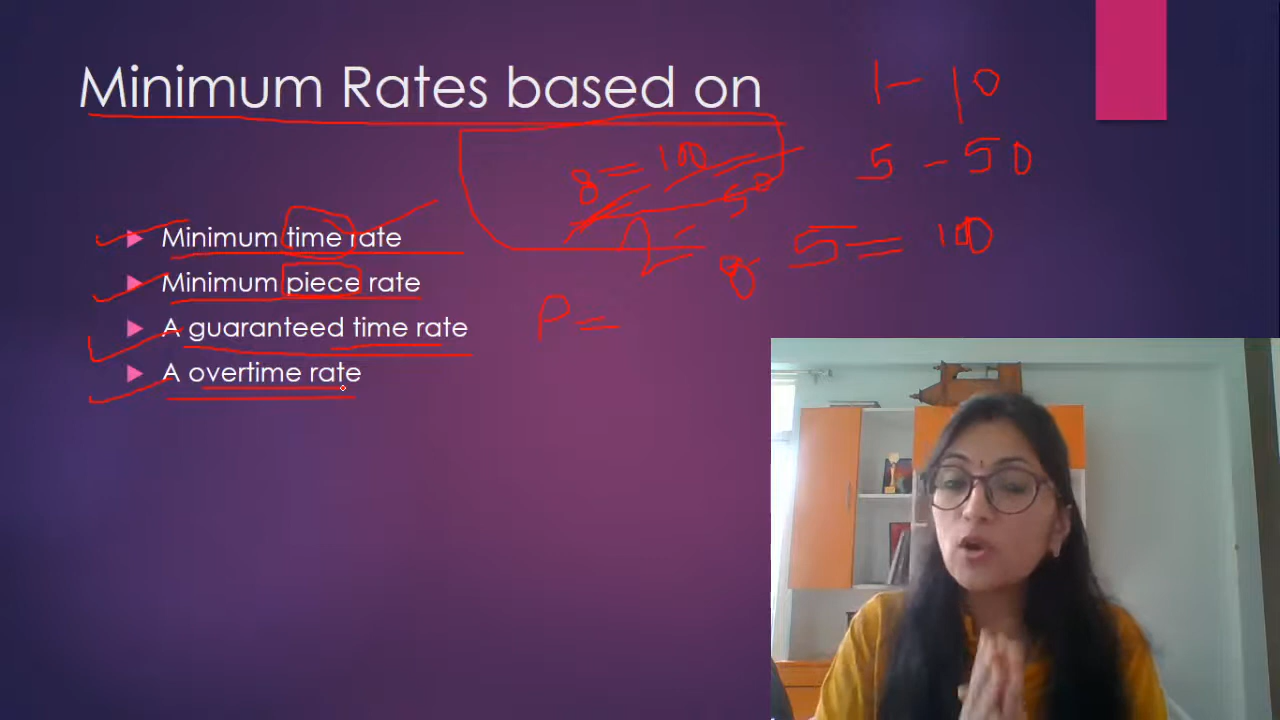 Minimum Rates based on
1 - 10
8 = 100
5 - 50
Minimum time rate
5 = 100
8
Minimum piece rate
P =
A guaranteed time rate
A overtime rate